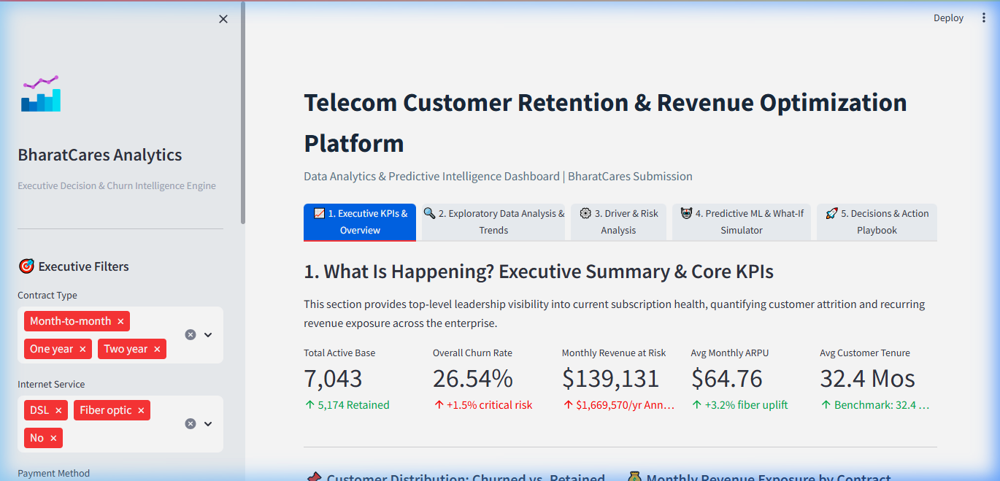 Deploy
BharatCares Analytics
Executive Decision & Churn Intelligence Engine
Executive Filters
Contract Type
Month-to-month
One year
Two year
Internet Service
DSL
Fiber optic
No
Payment Method
Telecom Customer Retention & Revenue Optimization
Platform
Data Analytics & Predictive Intelligence Dashboard | BharatCares Submission
1. Executive KPIs &
Overview
2. Exploratory Data Analysis &
Trends
3. Driver & Risk
Analysis
4. Predictive ML & What-If
Simulator
5. Decisions & Action
Playbook
1. What Is Happening? Executive Summary & Core KPIs
This section provides top-level leadership visibility into current subscription health, quantifying customer attrition and recurring
revenue exposure across the enterprise.
Total Active Base
7,043
↑ 5,174 Retained
Overall Churn Rate
26.54%
↑ +1.5% critical risk
Monthly Revenue at Risk
$139,131
↑ $1,669,570/yr Ann…
Avg Monthly ARPU
$64.76
↑ +3.2% fiber uplift
Avg Customer Tenure
32.4 Mos
↑ Benchmark: 32.4 …
Customer Distribution: Churned vs. Retained
Monthly Revenue Exposure by Contract